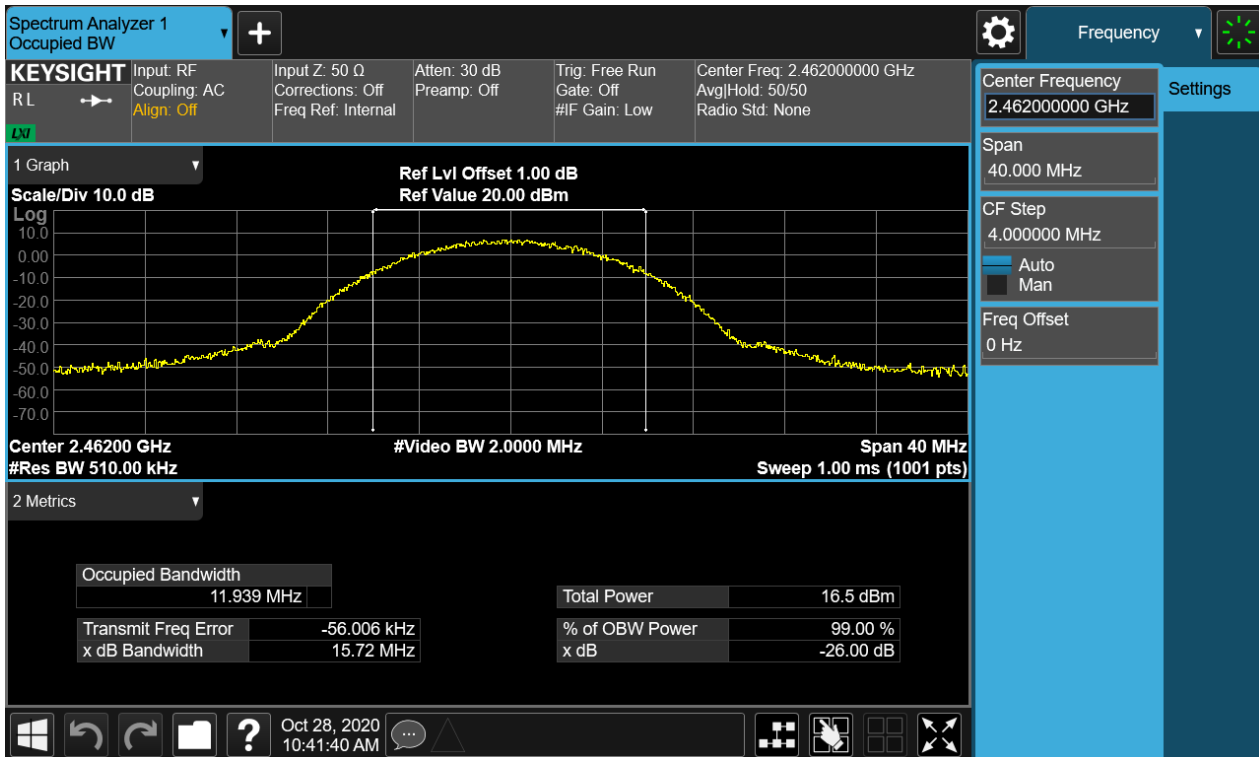 Spectrum Analyzer 1
Occupied BW
+
Frequency
KEYSIGHT
R L
LXI
Input: RF
Coupling: AC
Align: Off
Input Z: 50 Ω
Corrections: Off
Freq Ref: Internal
Atten: 30 dB
Preamp: Off
Trig: Free Run
Gate: Off
#IF Gain: Low
Center Freq: 2.462000000 GHz
Avg|Hold: 50/50
Radio Std: None
Center Frequency
2.462000000 GHz
Settings
Span
40.000 MHz
CF Step
4.000000 MHz
Auto
Man
Freq Offset
0 Hz
1 Graph
Scale/Div 10.0 dB
Ref Lvl Offset 1.00 dB
Ref Value 20.00 dBm
Log
10.0
0.00
-10.0
-20.0
-30.0
-40.0
-50.0
-60.0
-70.0
Center 2.46200 GHz
#Video BW 2.0000 MHz
Span 40 MHz
#Res BW 510.00 kHz
Sweep 1.00 ms (1001 pts)
2 Metrics
Occupied Bandwidth
11.939 MHz
Total Power 16.5 dBm
Transmit Freq Error -56.006 kHz
% of OBW Power 99.00 %
x dB Bandwidth 15.72 MHz
x dB -26.00 dB
?
Oct 28, 2020
10:41:40 AM